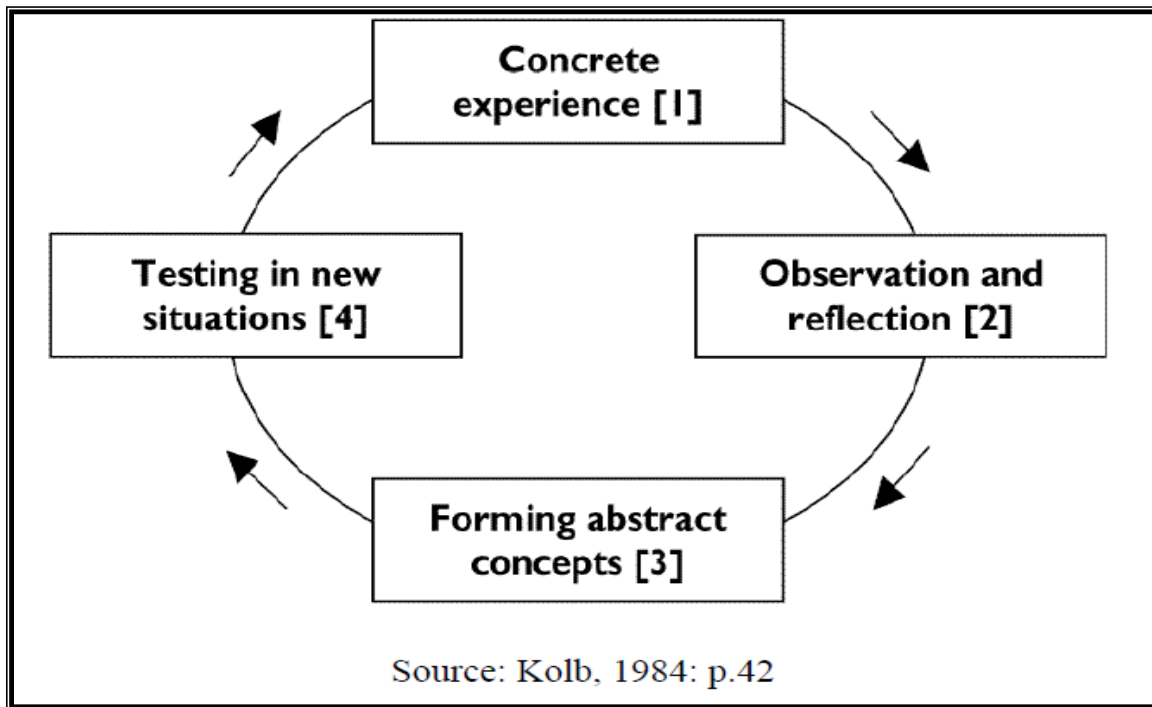 Concrete
experience [1]
Observation and
reflection [2]
Forming abstract
concepts [3]
Testing in new
situations [4]
Source: Kolb, 1984: p.42